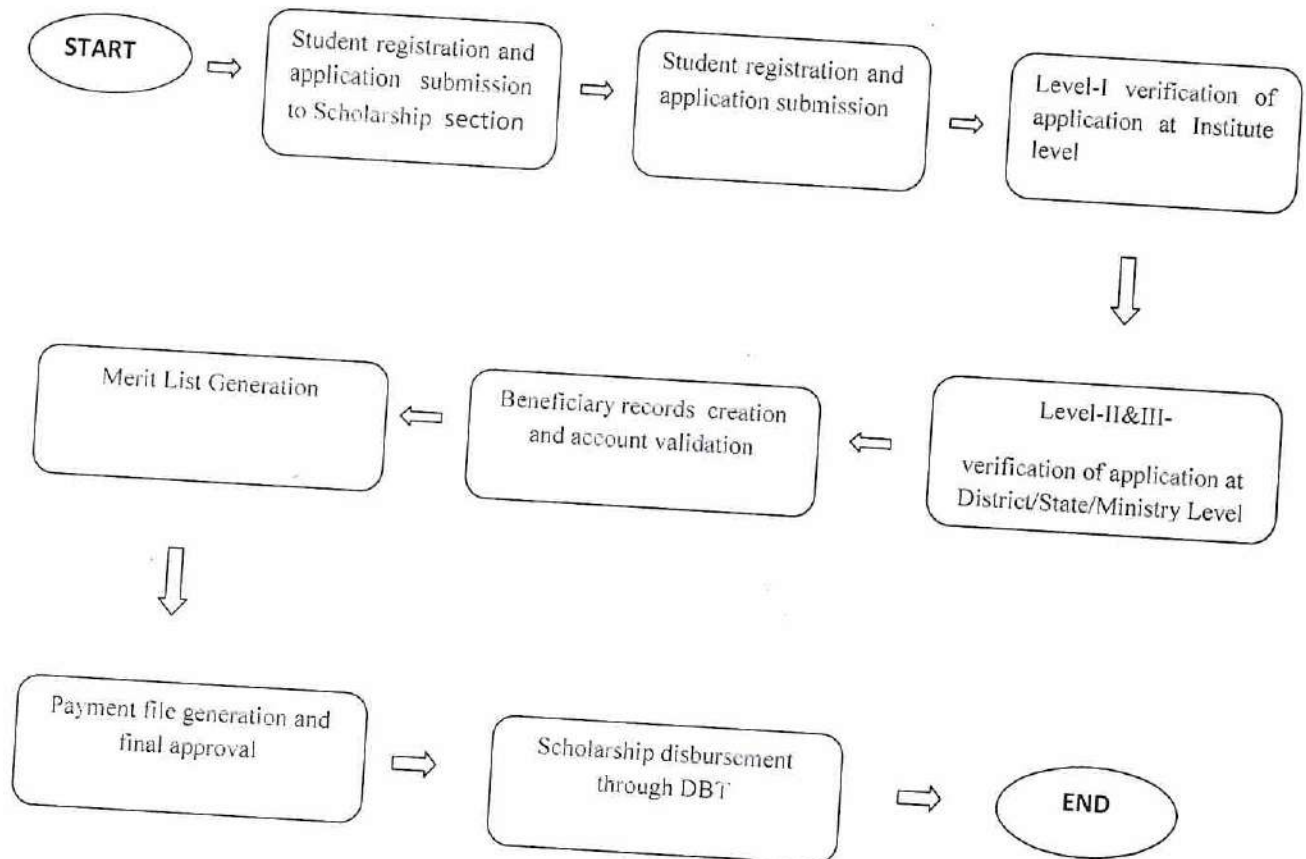 START
Student registration and
application submission
to Scholarship section
Student registration and
application submission
Level-I verification of
application at Institute
level
Level-II&III-
verification of application at
District/State/Ministry Level
Beneficiary records creation
and account validation
Merit List Generation
Payment file generation and
final approval
Scholarship disbursement
through DBT
END